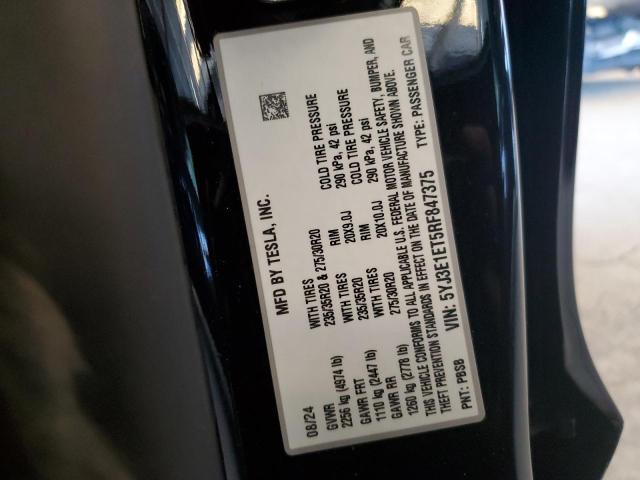 MFD BY TESLA, INC.
08/24
GVWR WITH TIRES COLD TIRE PRESSURE
2256 kg (4974 lb) 235/35R20 & 275/30R20 290 kPa, 42 psi
GAWR FRT WITH TIRES RIM COLD TIRE PRESSURE
1110 kg (2447 lb) 235/35R20 20X9.0J 290 kPa, 42 psi
GAWR RR WITH TIRES RIM COLD TIRE PRESSURE
1260 kg (2778 lb) 275/30R20 20X10.0J 290 kPa, 42 psi
THIS VEHICLE CONFORMS TO ALL APPLICABLE U.S. FEDERAL MOTOR VEHICLE SAFETY, BUMPER, AND
THEFT PREVENTION STANDARDS IN EFFECT ON THE DATE OF MANUFACTURE SHOWN ABOVE.
VIN: 5YJ3E1ET5RF847375 TYPE: PASSENGER CAR
PNT: PBSB